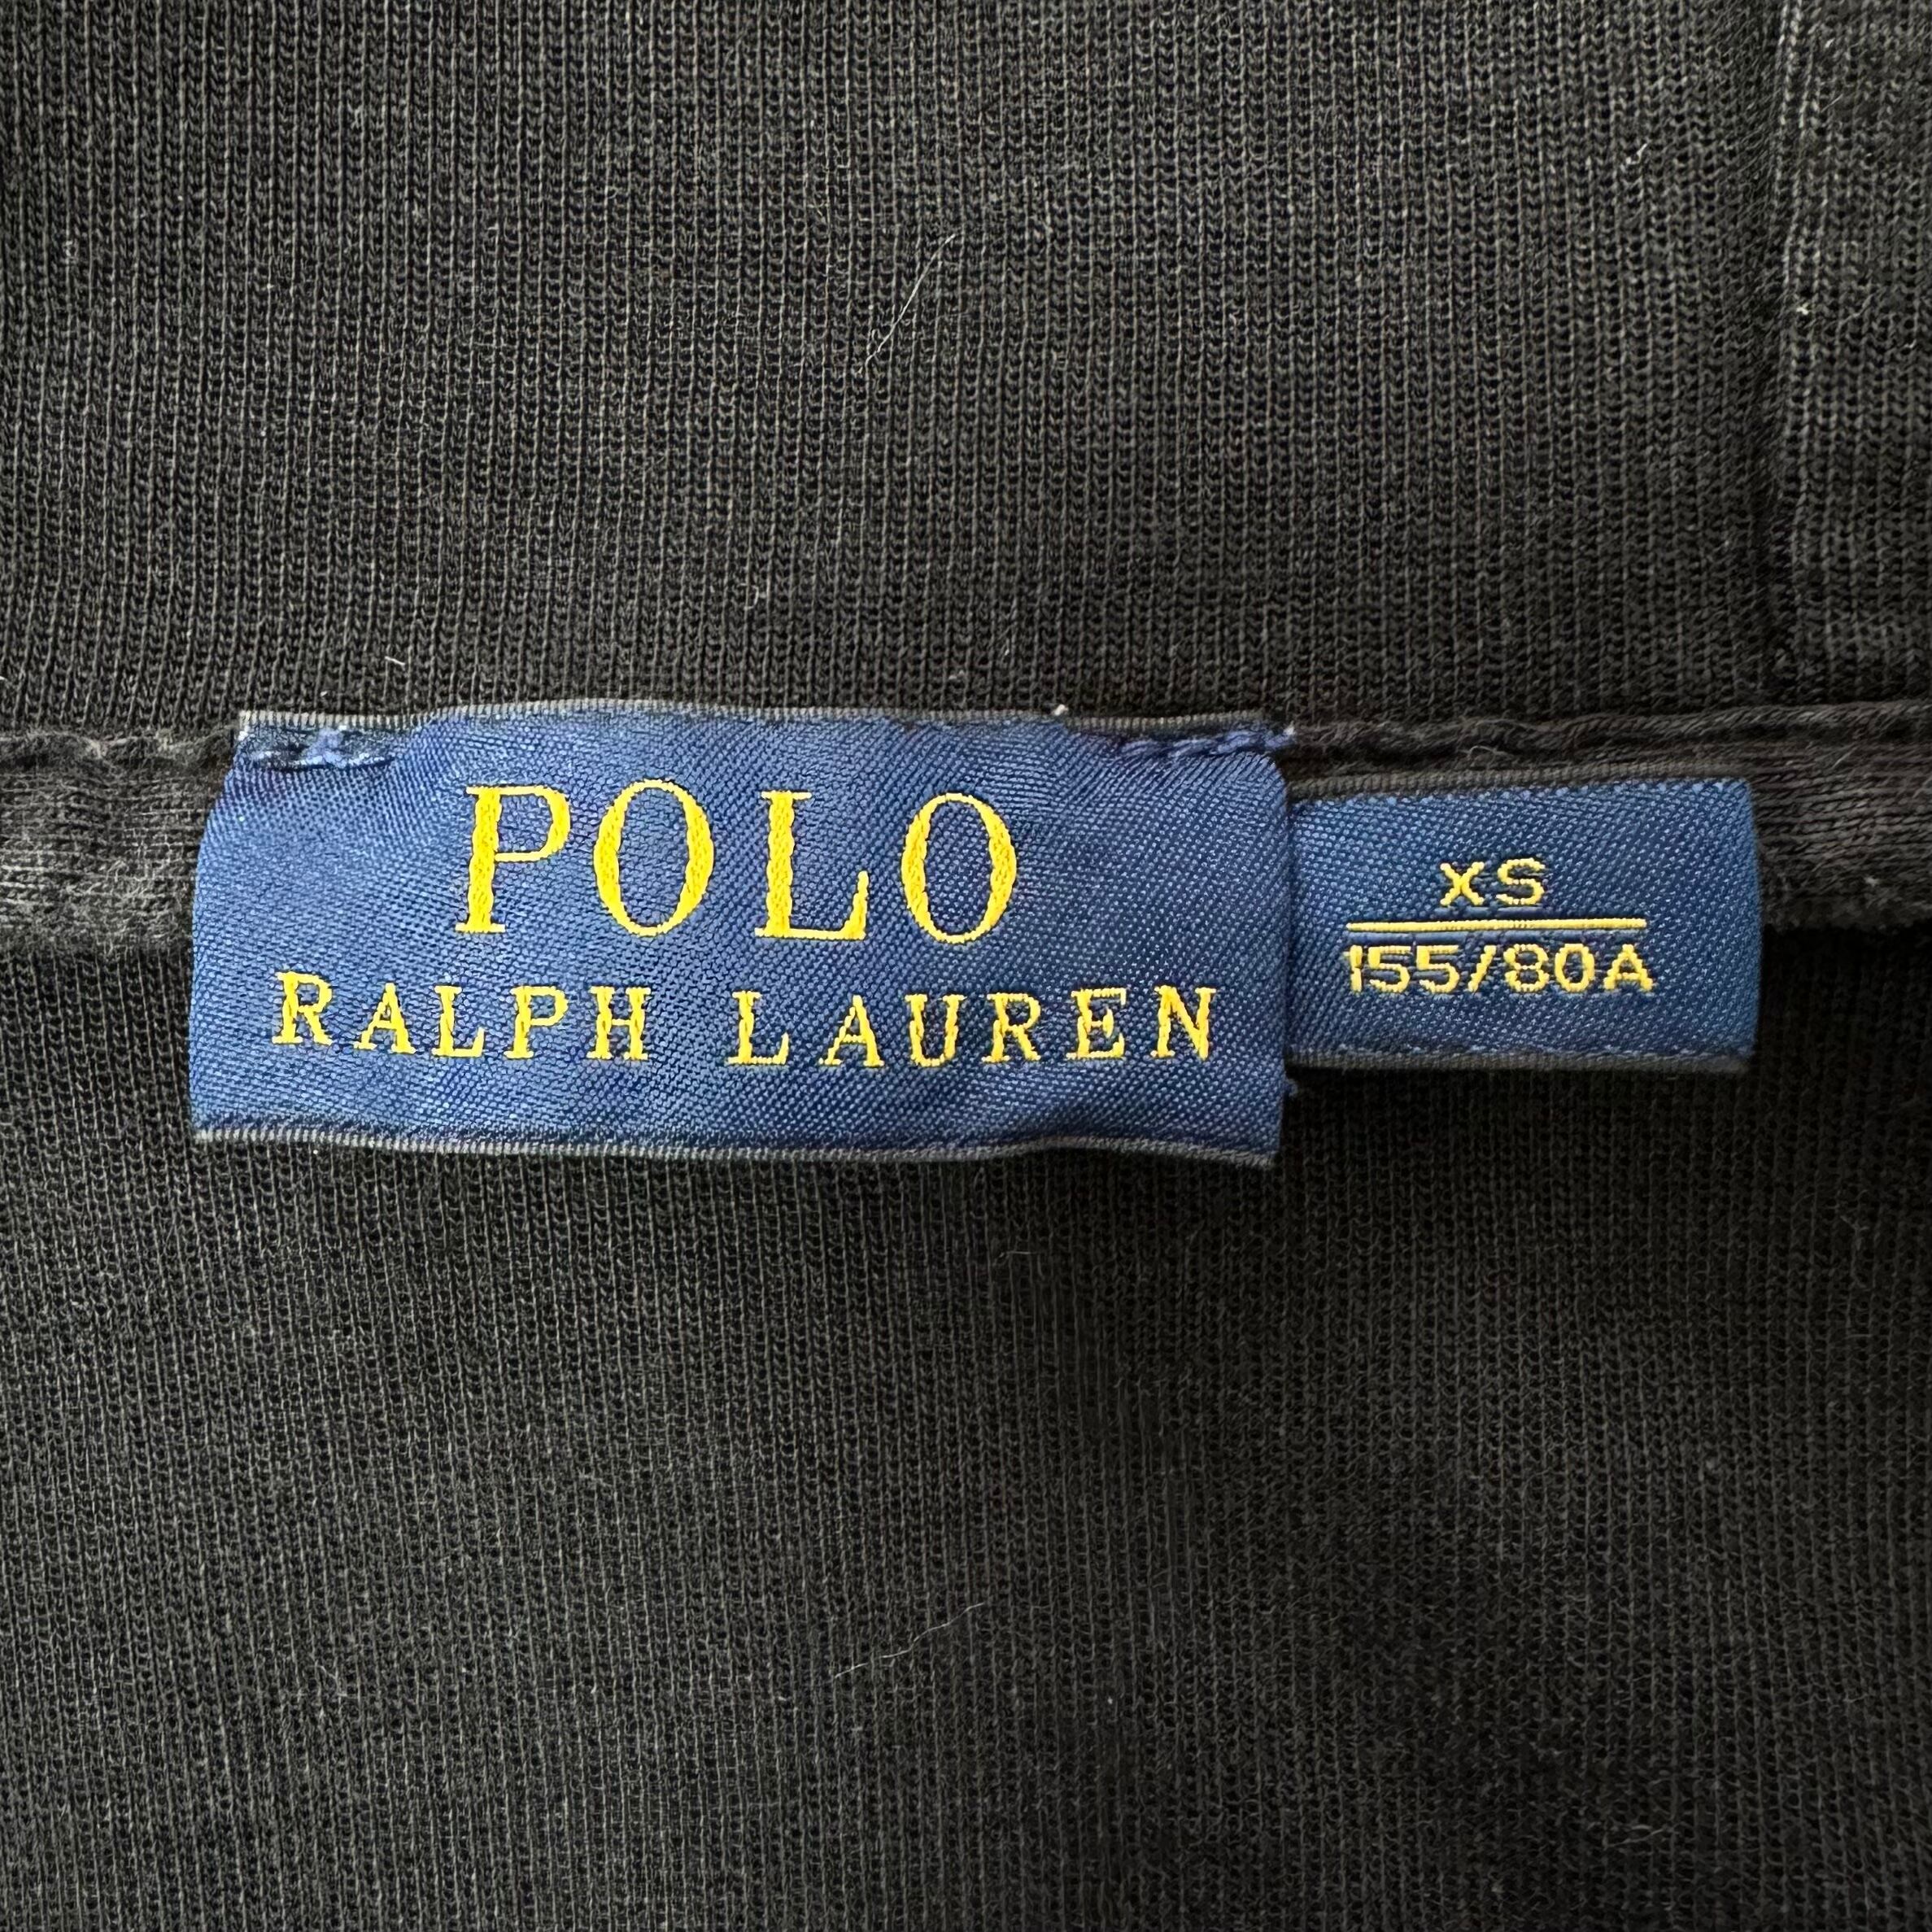 POLO
RALPH LAUREN
XS
155/80A